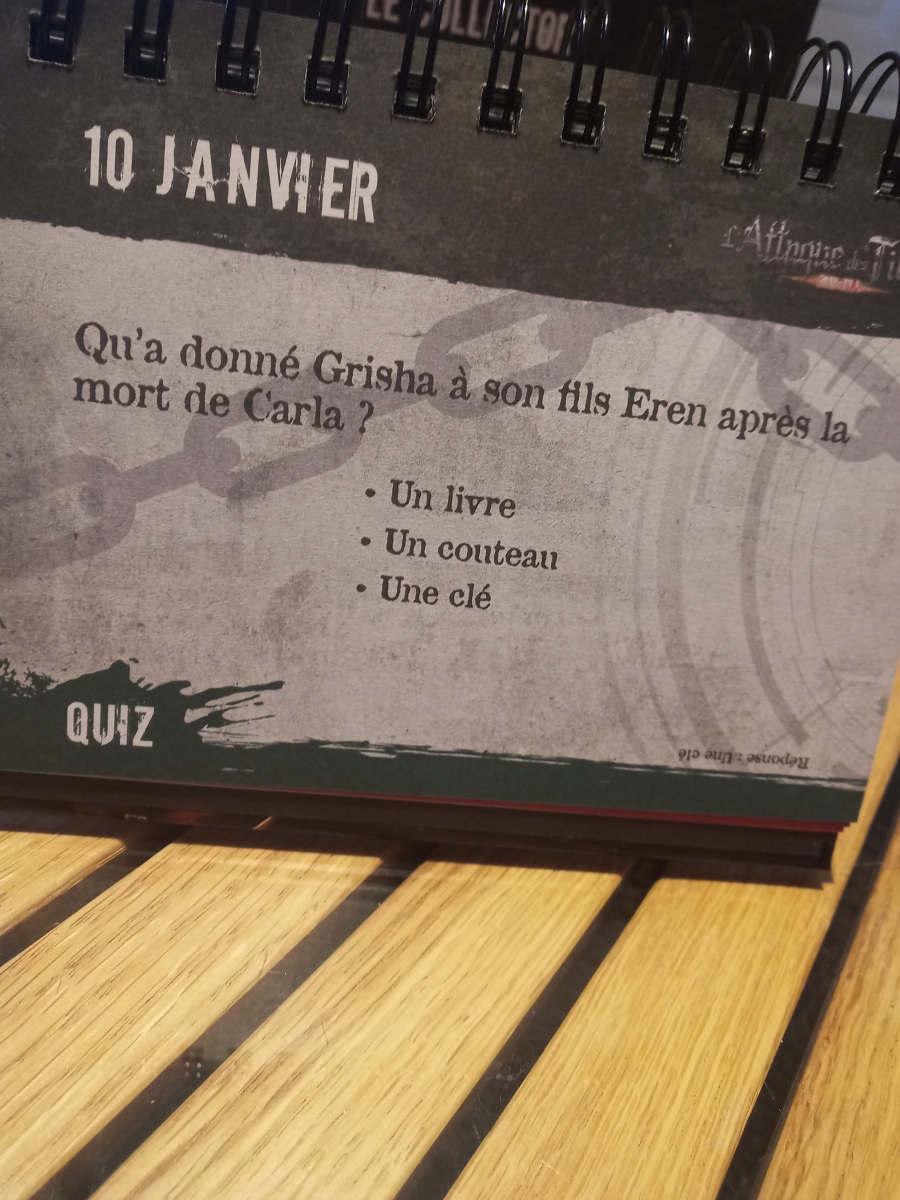 10 JANVIER
Qu'a donné Grisha à son fils Eren après la
mort de Carla ?
• Un livre
• Un couteau
• Une clé
QUIZ
Réponse : Une clé